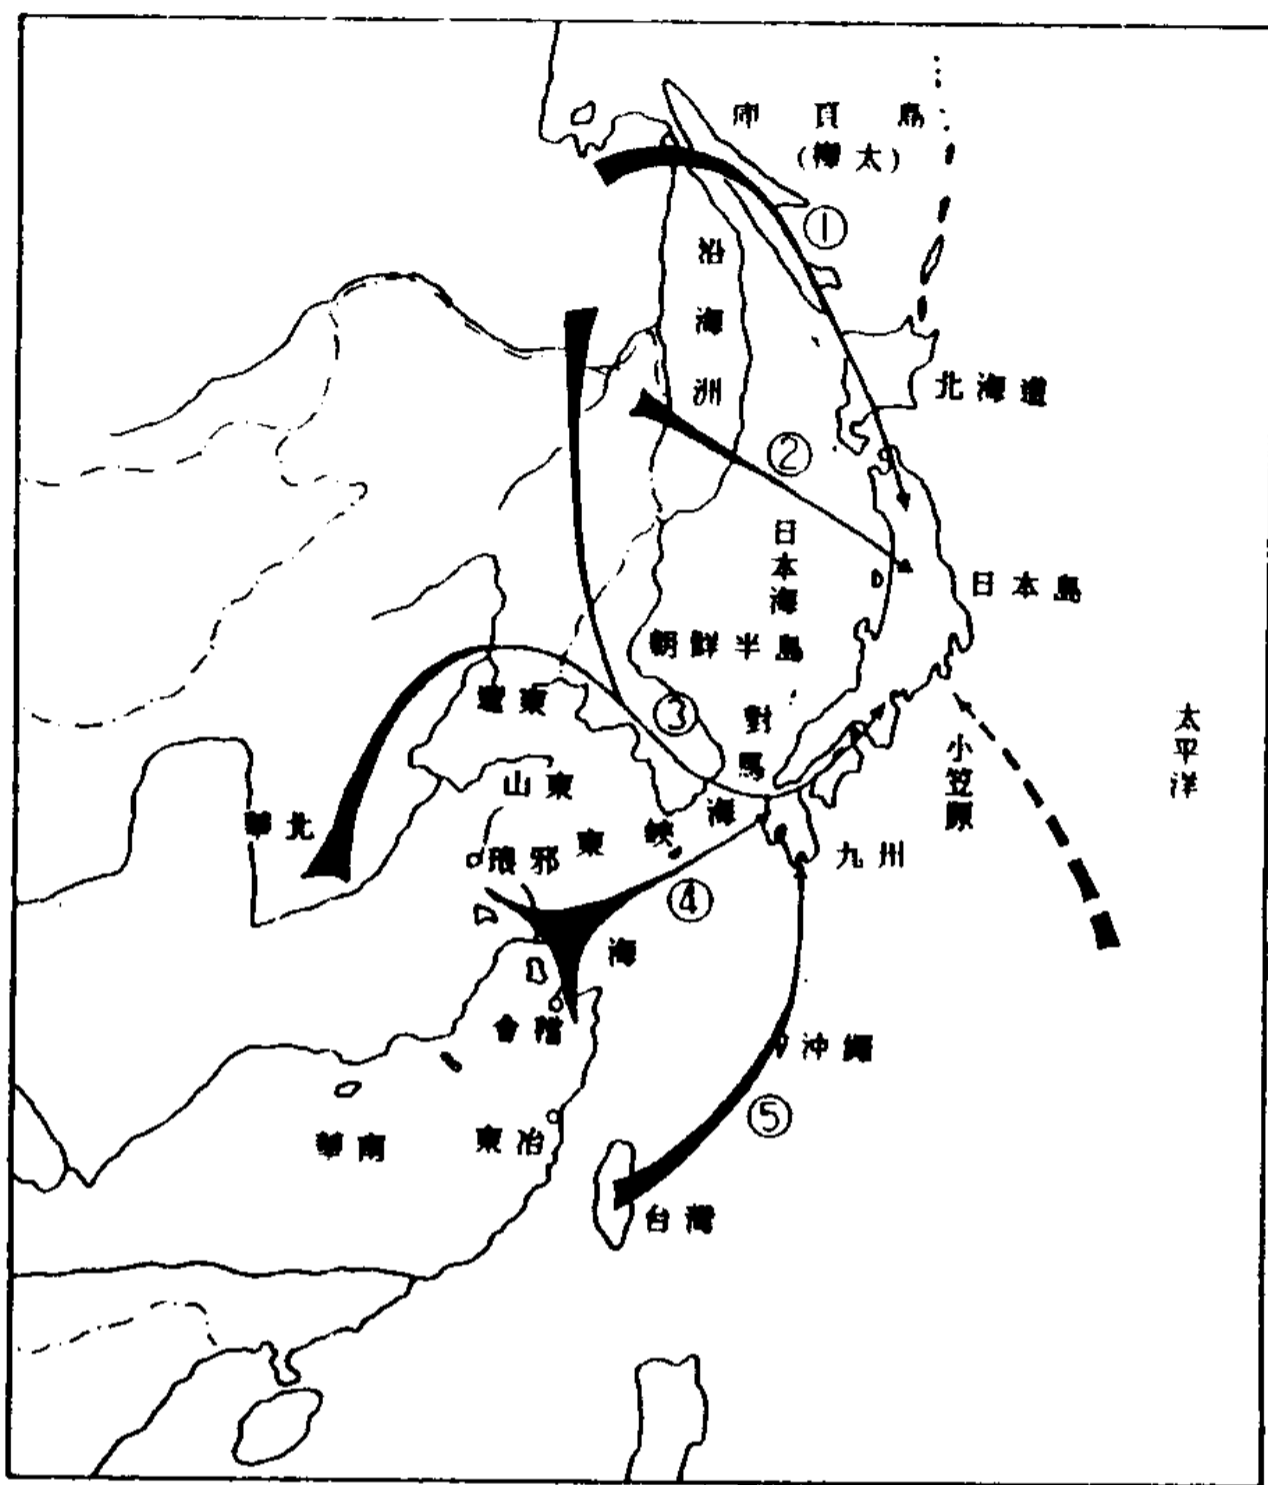 庫頁島
(樺太)
①
沿海洲
北海道
②
日本海
日本島
朝鮮半島
遼東
③
對馬海峽
太平洋
小笠原
山東
華北
琅邪
東海
九州
④
會稽
沖繩
⑤
華南
東冶
台灣